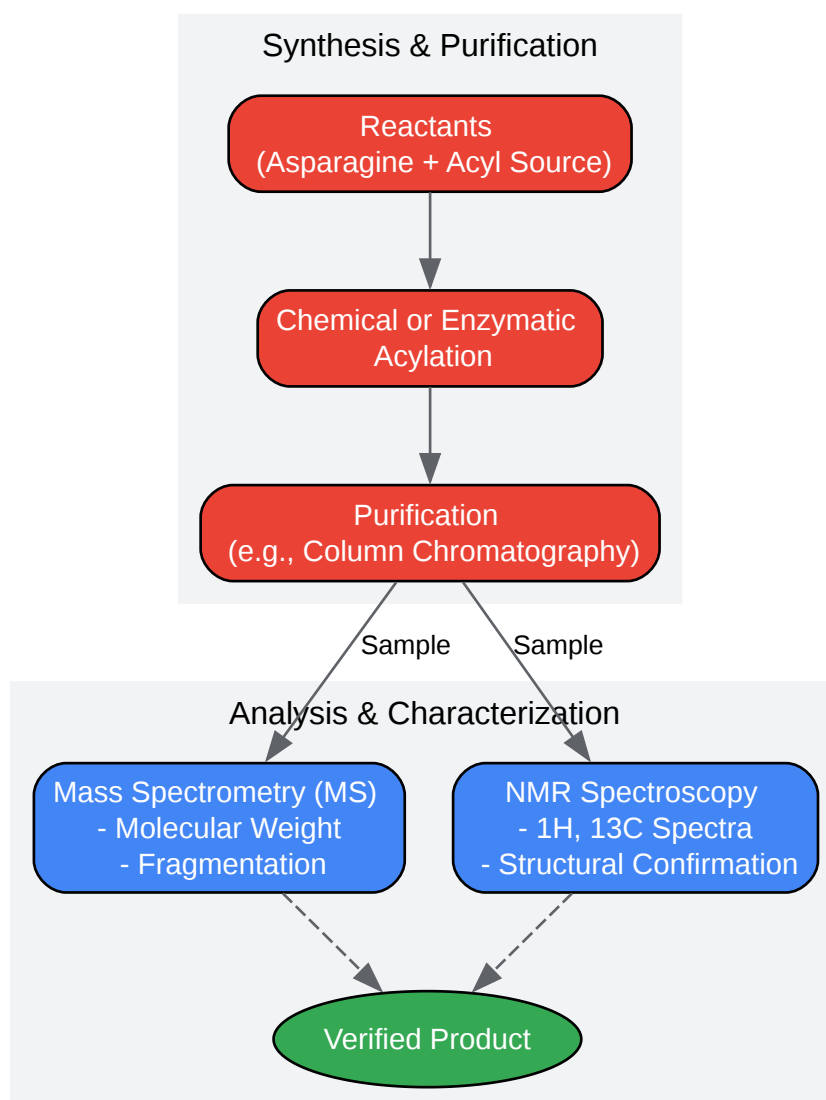 Synthesis & Purification
Reactants
(Asparagine + Acyl Source)
Chemical or Enzymatic
Acylation
Purification
(e.g., Column Chromatography)
Sample
Sample
Analysis & Characterization
Mass Spectrometry (MS)
- Molecular Weight
- Fragmentation
NMR Spectroscopy
- 1H, 13C Spectra
- Structural Confirmation
Verified Product